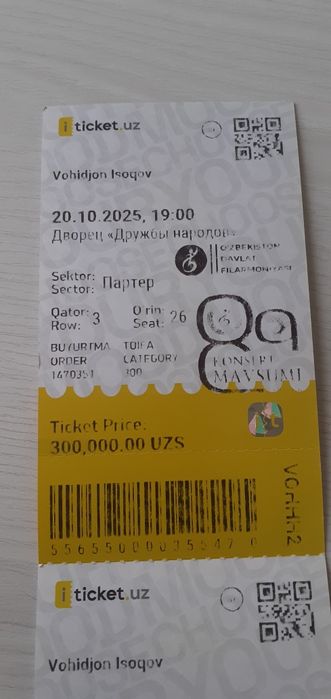 iticket.uz
Vohidjon Isoqov
20.10.2025, 19:00
Дворец «Дружбы народов»
O'ZBEKISTON
DAVLAT
FILARMONIYASI
Sektor:
Sector: Партер
Qator:
Row: 3
O'rin:
Seat: 26
BUYURTMA
ORDER
1470351
TOIFA
CATEGORY
300
89
KONSERT
MAVSUMI
Ticket Price:
300,000.00 UZS
iticket.uz
Vohidjon Isoqov